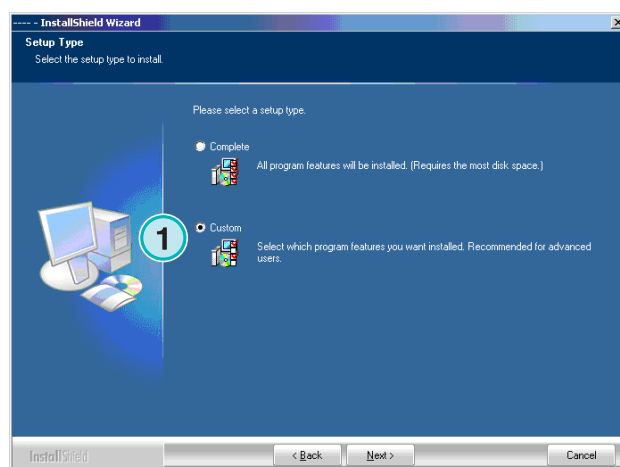 ---- - InstallShield Wizard
Setup Type
Select the setup type to install.
Please select a setup type.
Complete
All program features will be installed. (Requires the most disk space.)
1
Custom
Select which program features you want installed. Recommended for advanced
users.
InstallShield
< Back
Next >
Cancel